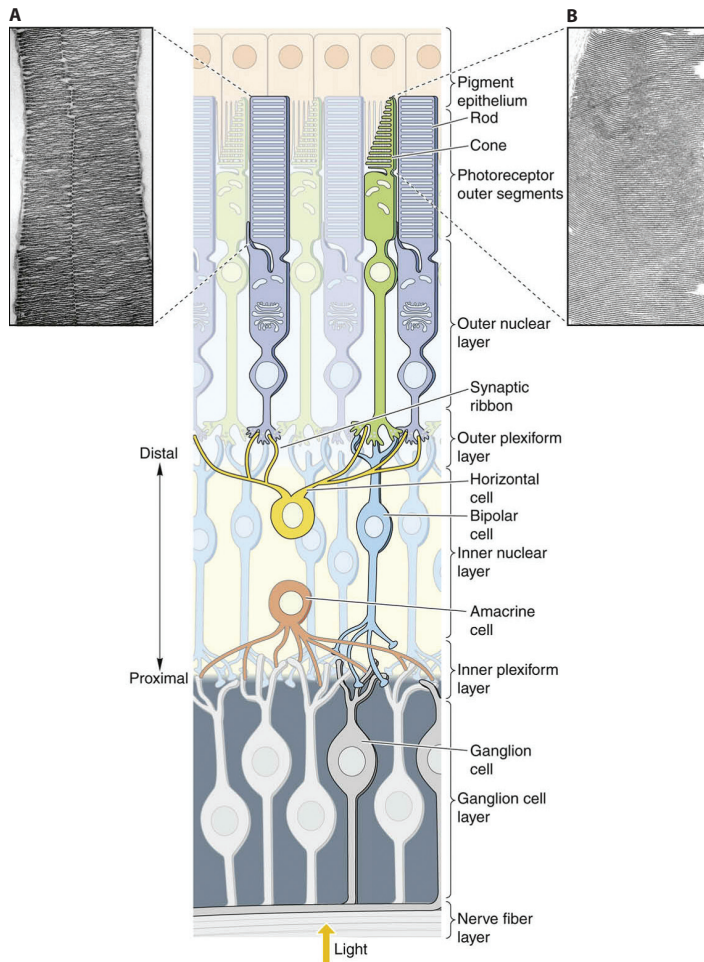 A
B
Pigment
epithelium
Rod
Cone
Photoreceptor
outer segments
Outer nuclear
layer
Synaptic
ribbon
Distal
Outer plexiform
layer
Horizontal
cell
Bipolar
cell
Inner nuclear
layer
Amacrine
cell
Proximal
Inner plexiform
layer
Ganglion
cell
Ganglion cell
layer
Nerve fiber
layer
Light